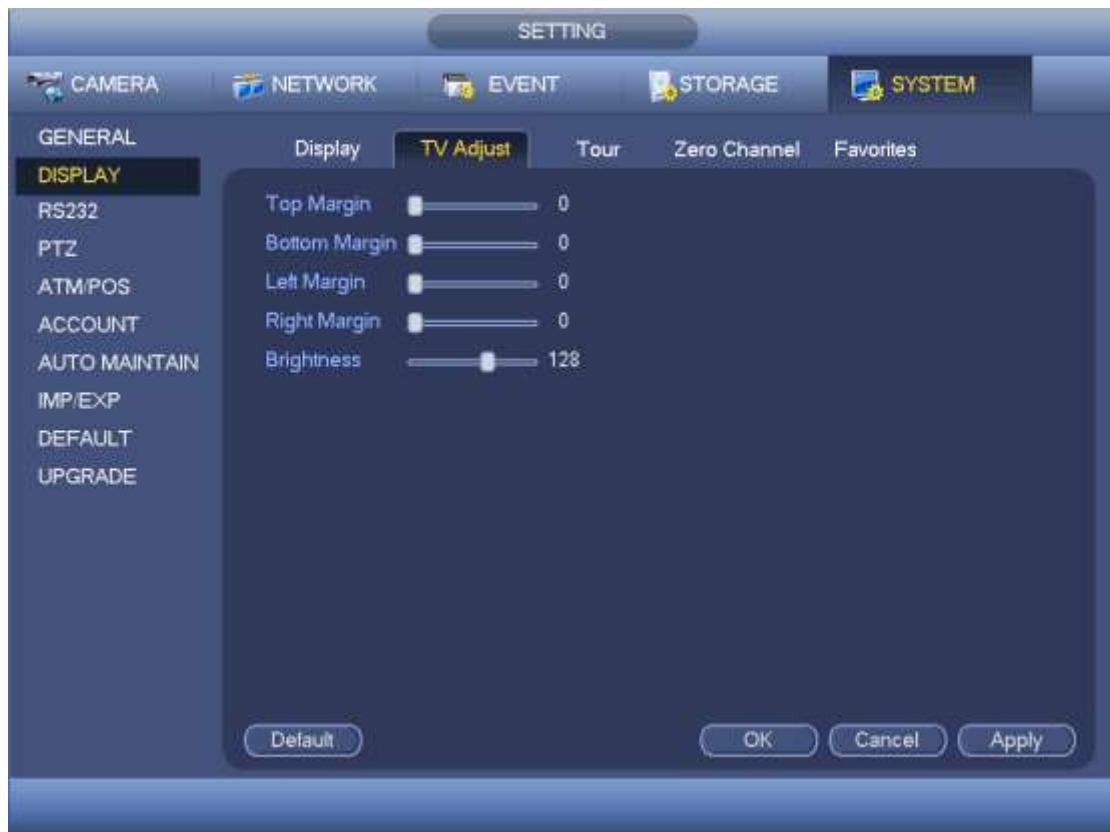 SETTING
CAMERA NETWORK EVENT STORAGE SYSTEM
GENERAL
DISPLAY
RS232
PTZ
ATM/POS
ACCOUNT
AUTO MAINTAIN
IMP/EXP
DEFAULT
UPGRADE
Display TV Adjust Tour Zero Channel Favorites
Top Margin 0
Bottom Margin 0
Left Margin 0
Right Margin 0
Brightness 128
Default OK Cancel Apply